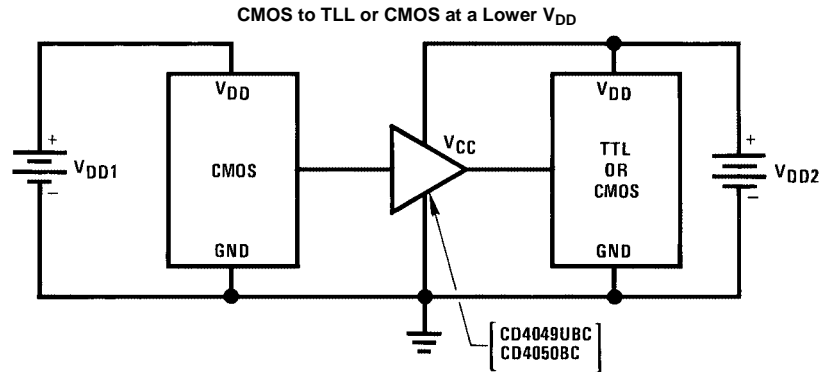 CMOS to TLL or CMOS at a Lower VDD
VDD
VDD
+
VDD1
−
CMOS
GND
VCC
TTL
OR
CMOS
GND
+
VDD2
−
CD4049UBC
CD4050BC